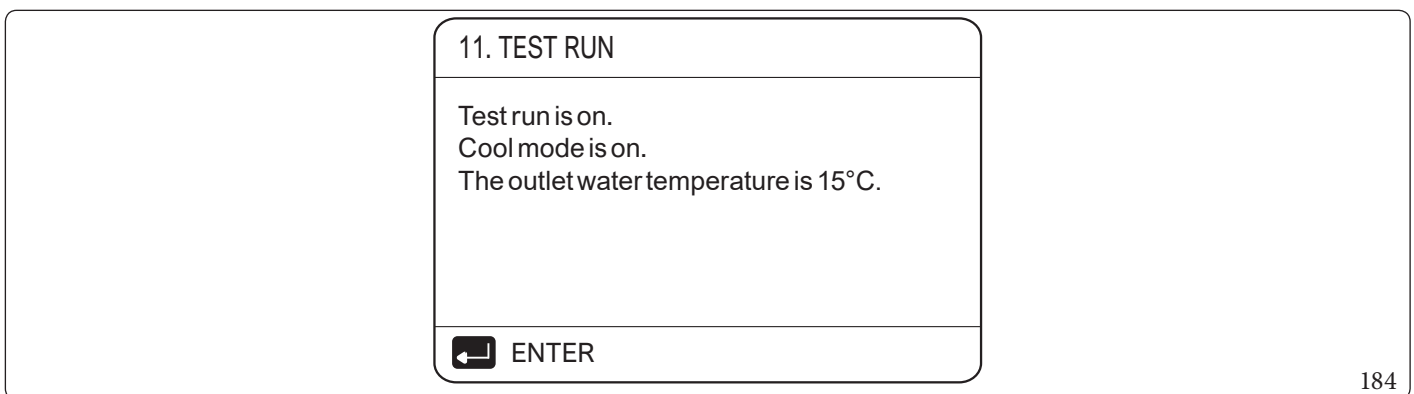 11. TEST RUN
Test run is on.
Cool mode is on.
The outlet water temperature is 15°C.
ENTER
184